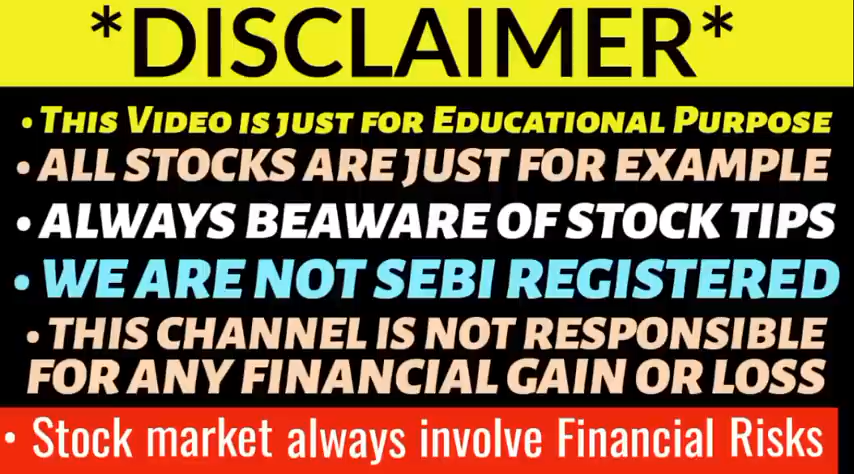 *DISCLAIMER*
• THIS VIDEO IS JUST FOR EDUCATIONAL PURPOSE
• ALL STOCKS ARE JUST FOR EXAMPLE
• ALWAYS BEAWARE OF STOCK TIPS
• WE ARE NOT SEBI REGISTERED
• THIS CHANNEL IS NOT RESPONSIBLE
FOR ANY FINANCIAL GAIN OR LOSS
• Stock market always involve Financial Risks